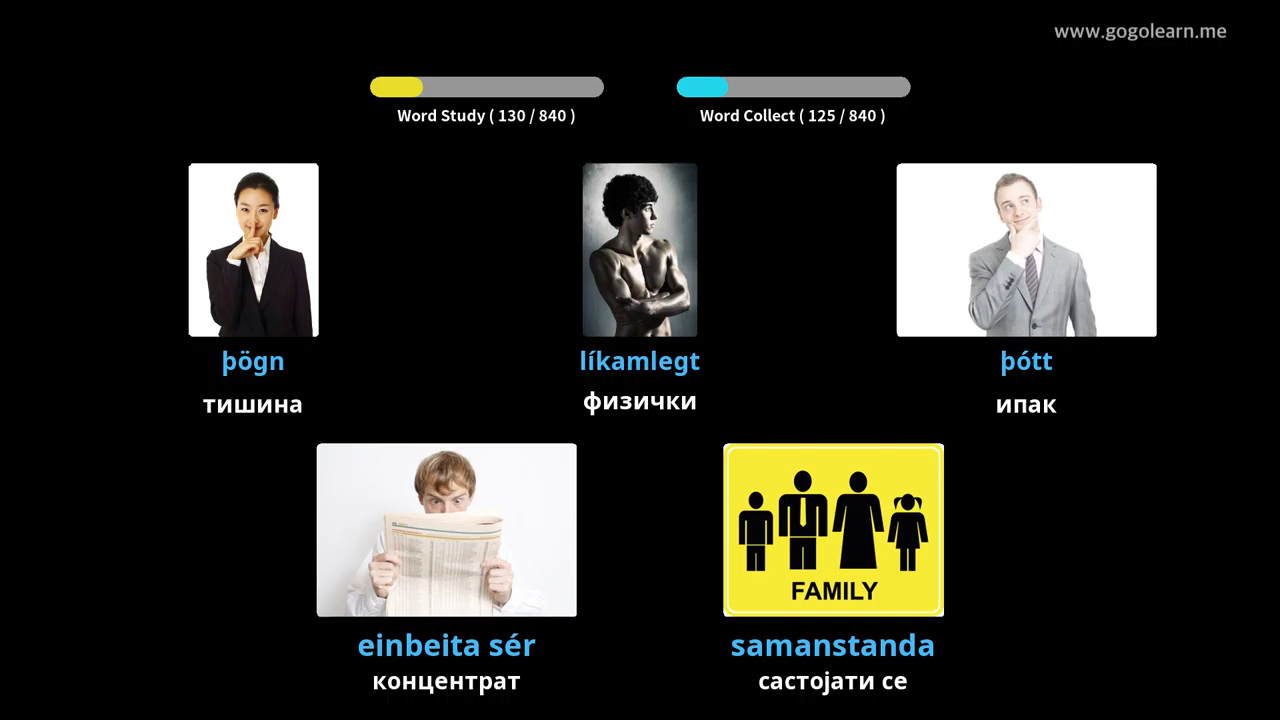 www.gogolearn.me
Word Study ( 130 / 840 )
Word Collect ( 125 / 840 )
þögn
líkamlegt
þótt
тишина
физички
ипак
FAMILY
einbeita sér
samanstanda
концентрат
састојати се